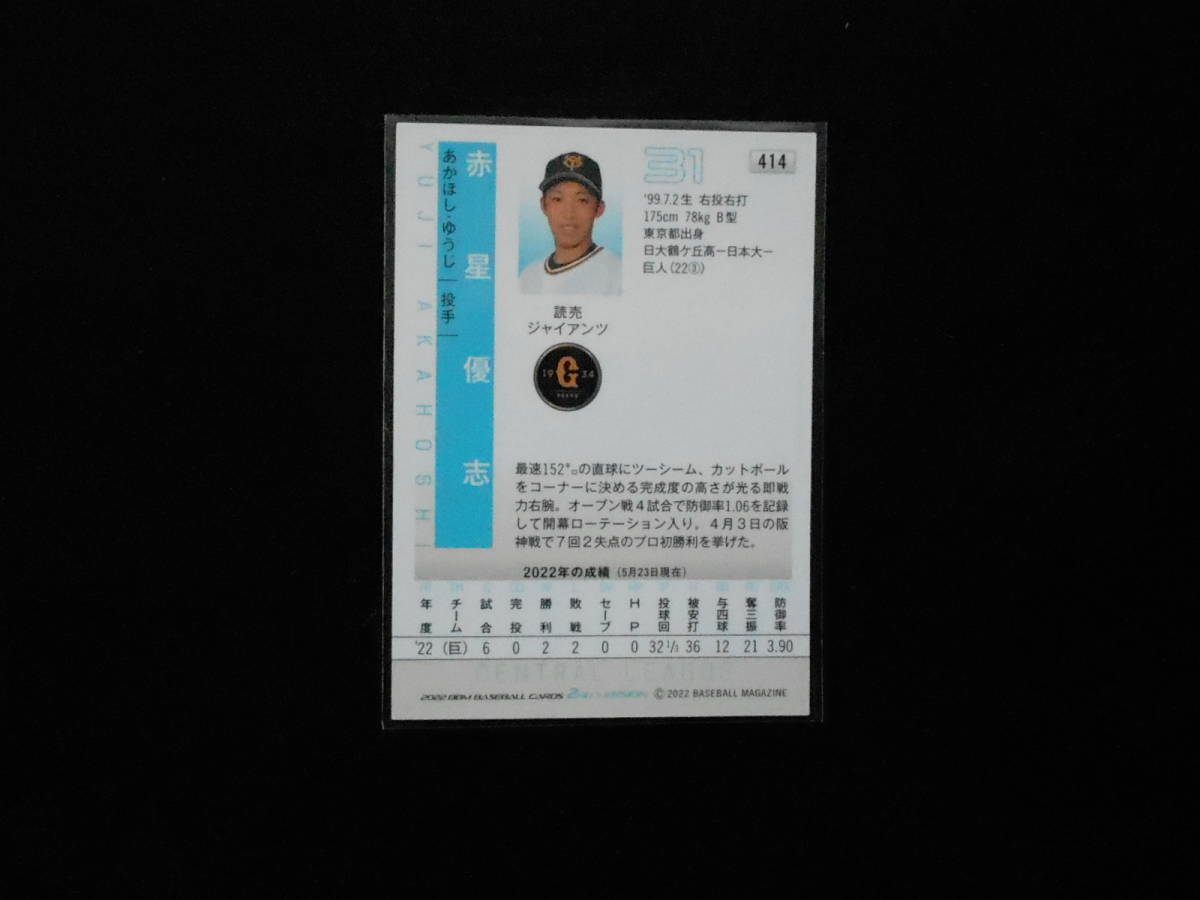 赤星優志
あかほし・ゆうじ 投手
YUJI AKAHOSHI
31
414
'99.7.2生 右投右打
175cm 78kg B型
東京都出身
日大鶴ケ丘高ー日本大ー
巨人(22③)
読売
ジャイアンツ
19 G 34
最速152㌔の直球にツーシーム、カットボール
をコーナーに決める完成度の高さが光る即戦
力右腕。オープン戦4試合で防御率1.06を記録
して開幕ローテーション入り。4月3日の阪
神戦で7回2失点のプロ初勝利を挙げた。
2022年の成績 (5月23日現在)
年度 チーム 試合 完投 勝利 敗戦 セーブ HP 投球回 被安打 与四球 奪三振 防御率
'22 (巨) 6 0 2 2 0 0 32 1/3 36 12 21 3.90
CENTRAL LEAGUE
2022 BBM BASEBALL CARDS 2ND VERSION © 2022 BASEBALL MAGAZINE